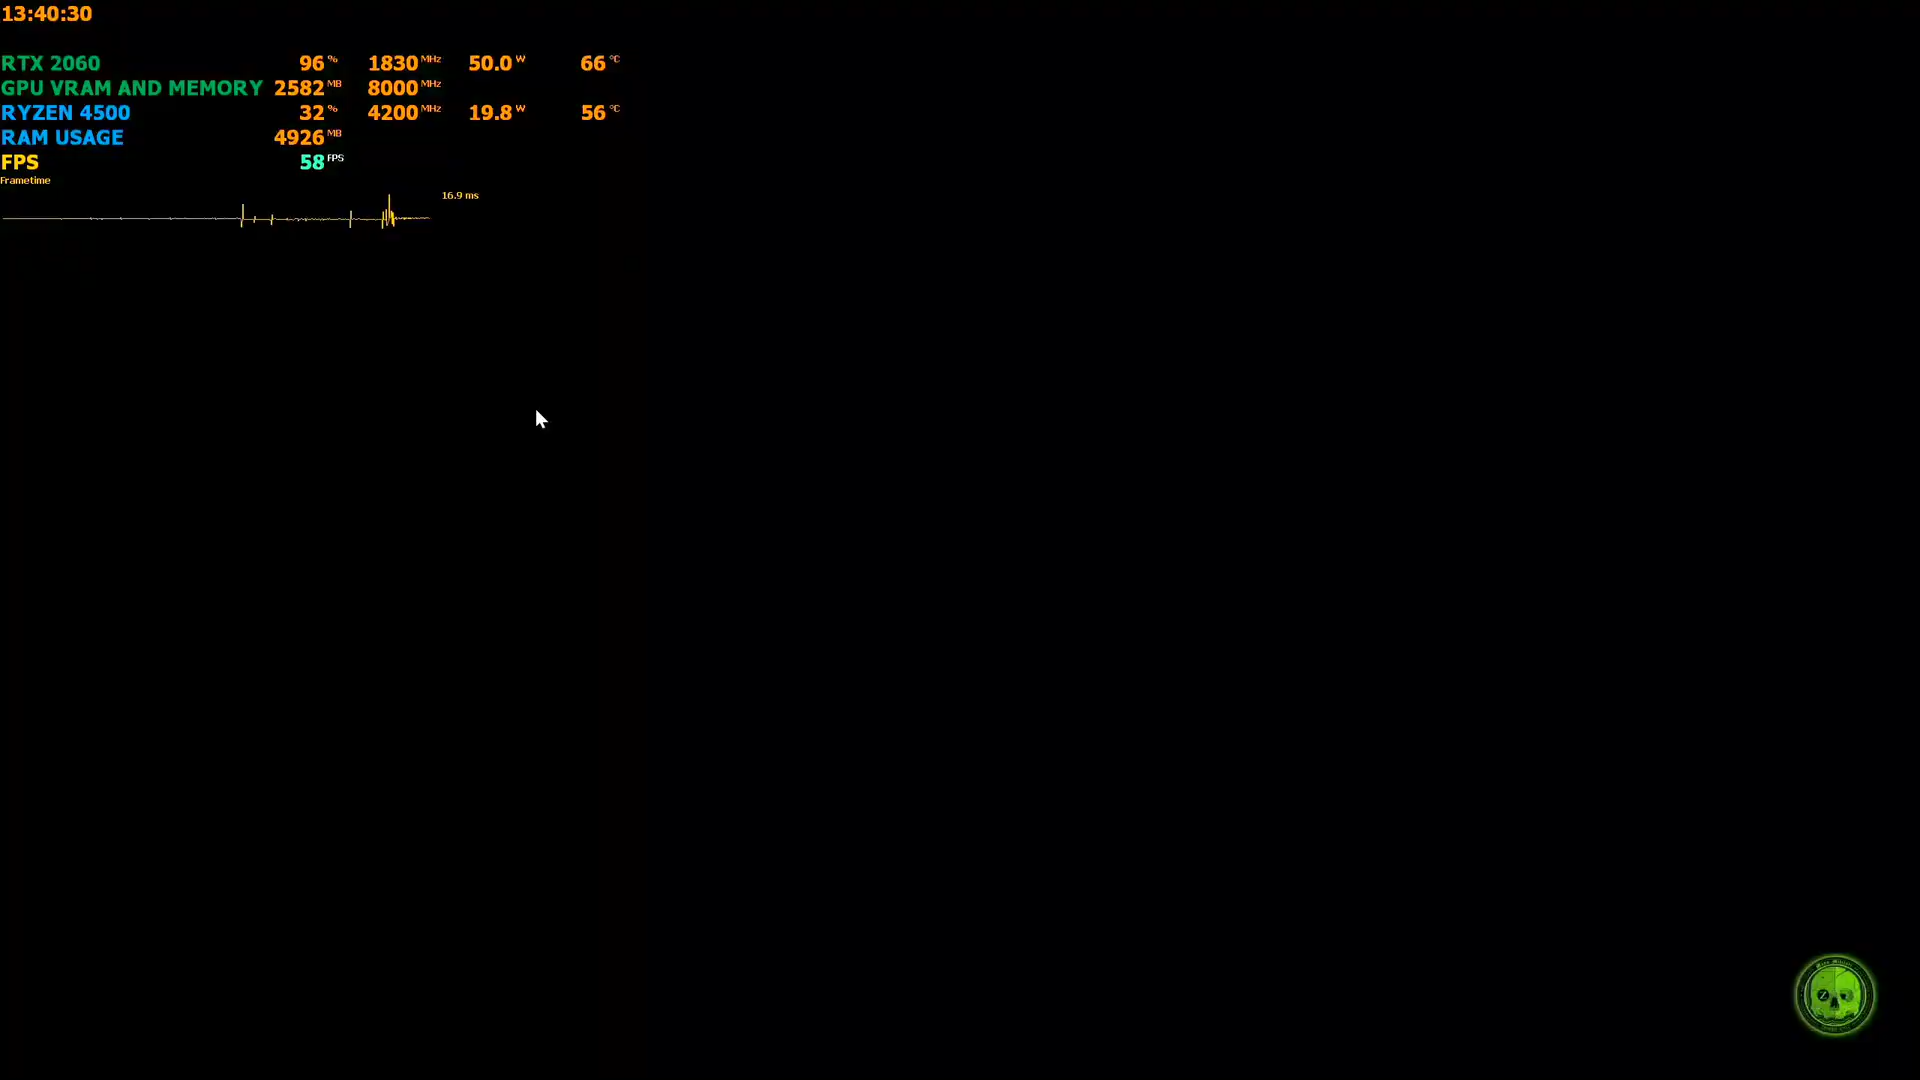 13:40:30
RTX 2060 96 % 1830 MHz 50.0 W 66 °C
GPU VRAM AND MEMORY 2582 MB 8000 MHz
RYZEN 4500 32 % 4200 MHz 19.8 W 56 °C
RAM USAGE 4926 MB
FPS 58 FPS
Frametime
16.9 ms